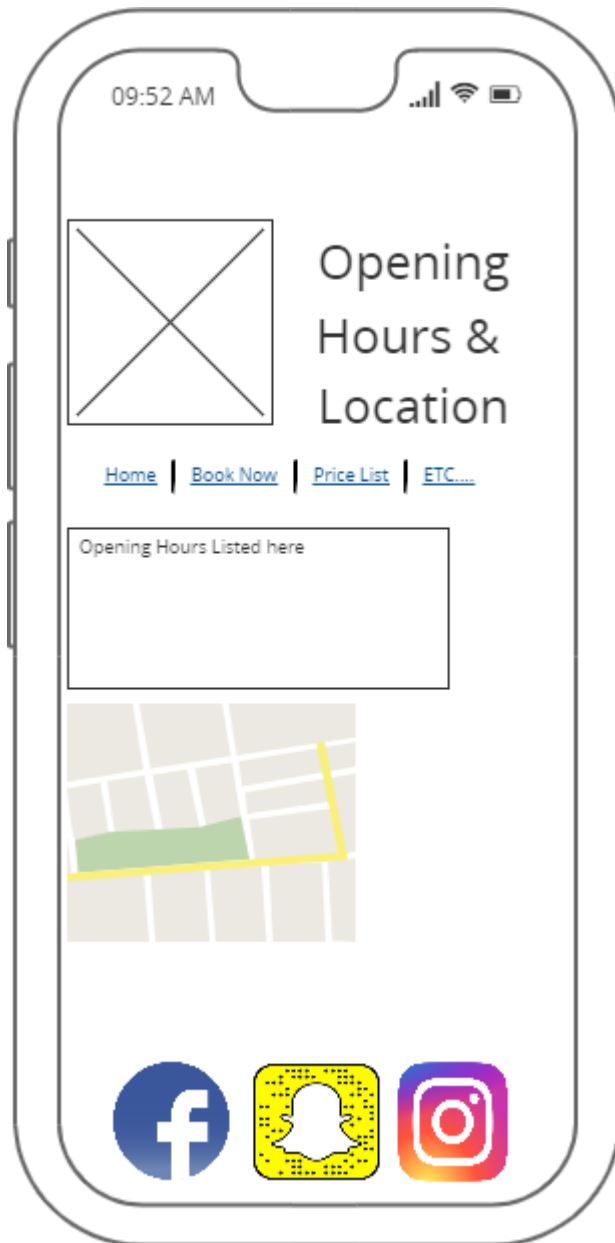 09:52 AM
Opening
Hours &
Location
Home Book Now Price List ETC....
Opening Hours Listed here